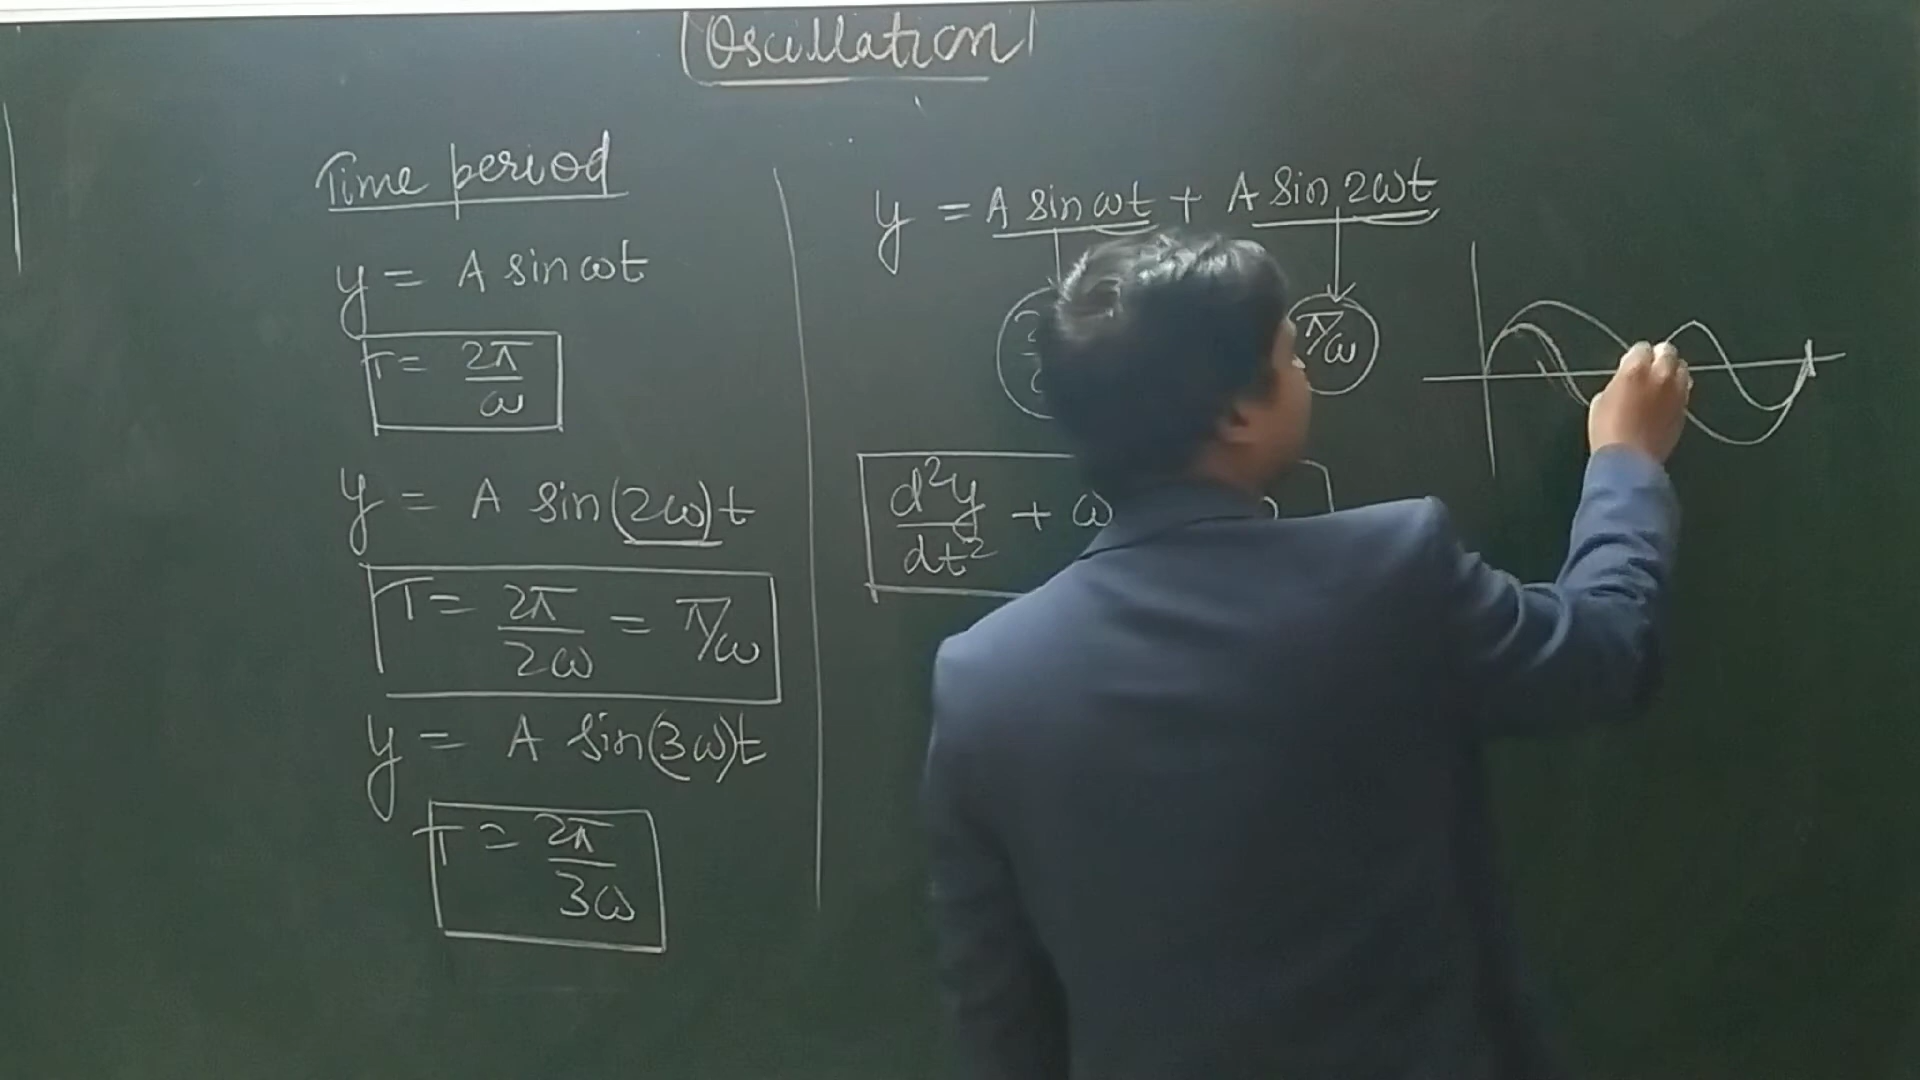 Oscillation
Time period
y = A sin ωt
T = 2π/ω
y = A sin(2ω)t
T = 2π/2ω = π/ω
y = A sin(3ω)t
T = 2π/3ω
y = A sin ωt + A sin 2ωt
2 π/ω
d²y/dt² + ω